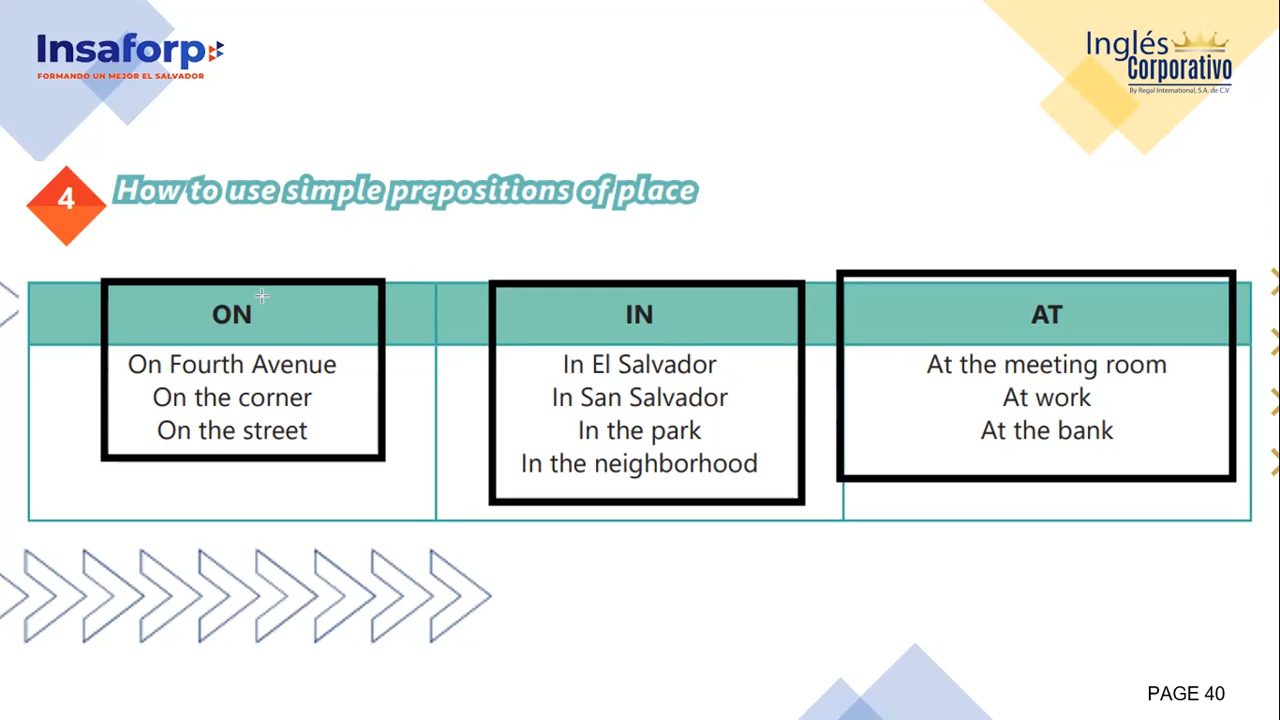 Insaforp
FORMANDO UN MEJOR EL SALVADOR
Inglés
Corporativo
By Regal International, S.A. de C.V.
4
How to use simple prepositions of place
ON
On Fourth Avenue
On the corner
On the street
IN
In El Salvador
In San Salvador
In the park
In the neighborhood
AT
At the meeting room
At work
At the bank
PAGE 40